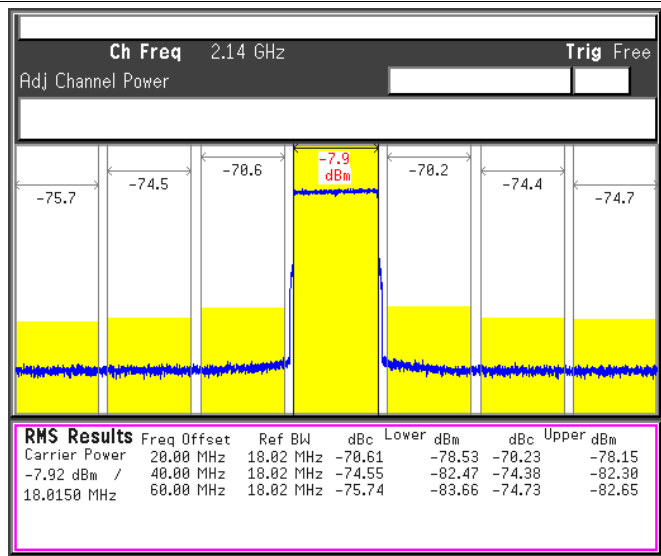 Ch Freq 2.14 GHz Trig Free
Adj Channel Power
-75.7 -74.5 -70.6 -7.9 dBm -70.2 -74.4 -74.7
RMS Results Freq Offset Ref BW dBc Lower dBm dBc Upper dBm
Carrier Power 20.00 MHz 18.02 MHz -70.61 -78.53 -70.23 -78.15
-7.92 dBm / 40.00 MHz 18.02 MHz -74.55 -82.47 -74.38 -82.30
18.0150 MHz 60.00 MHz 18.02 MHz -75.74 -83.66 -74.73 -82.65